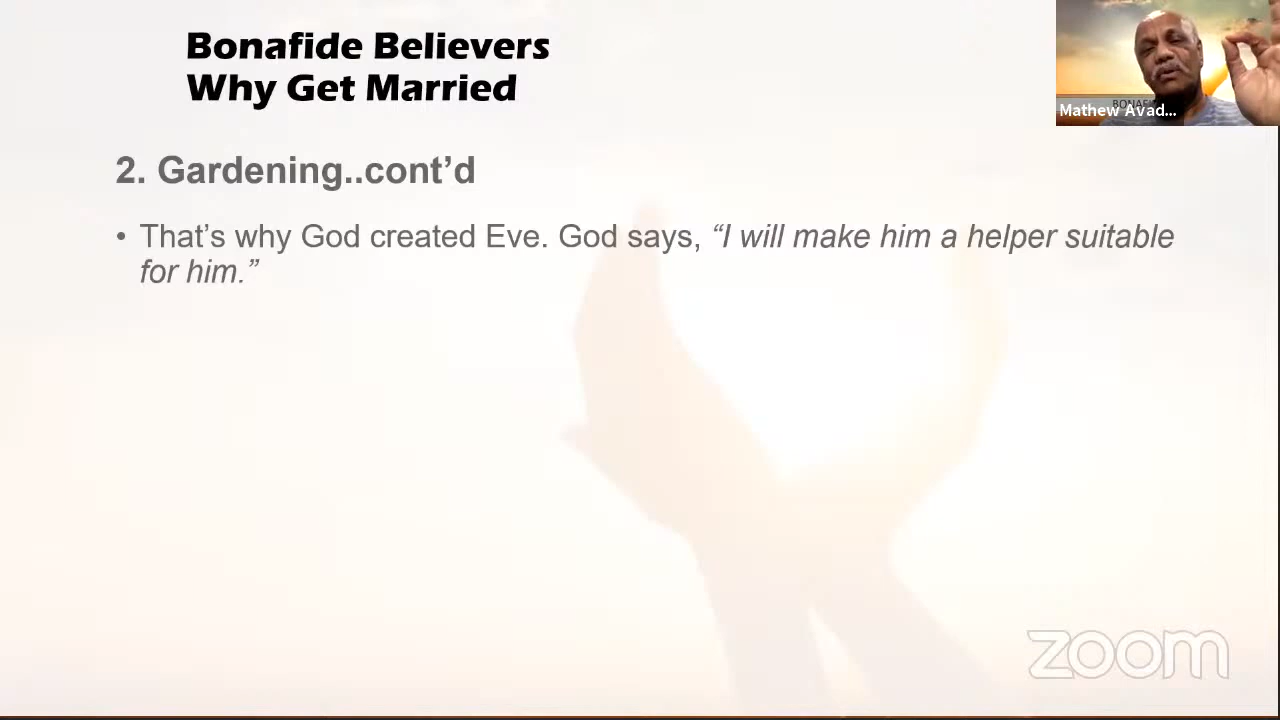 Bonafide Believers
Why Get Married
Mathew Avad...
2. Gardening..cont’d
• That’s why God created Eve. God says, “I will make him a helper suitable
for him.”
zoom